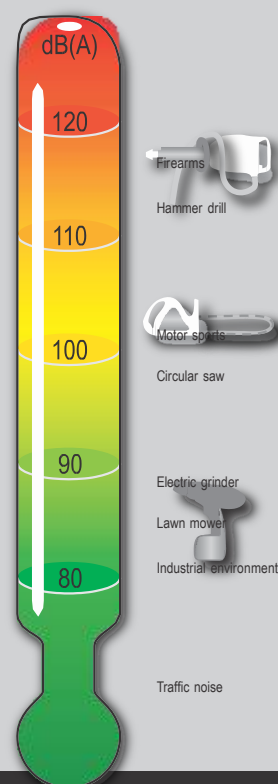 dB(A)
120
Firearms
Hammer drill
110
Motor sports
100
Circular saw
90
Electric grinder
Lawn mower
Industrial environment
80
Traffic noise